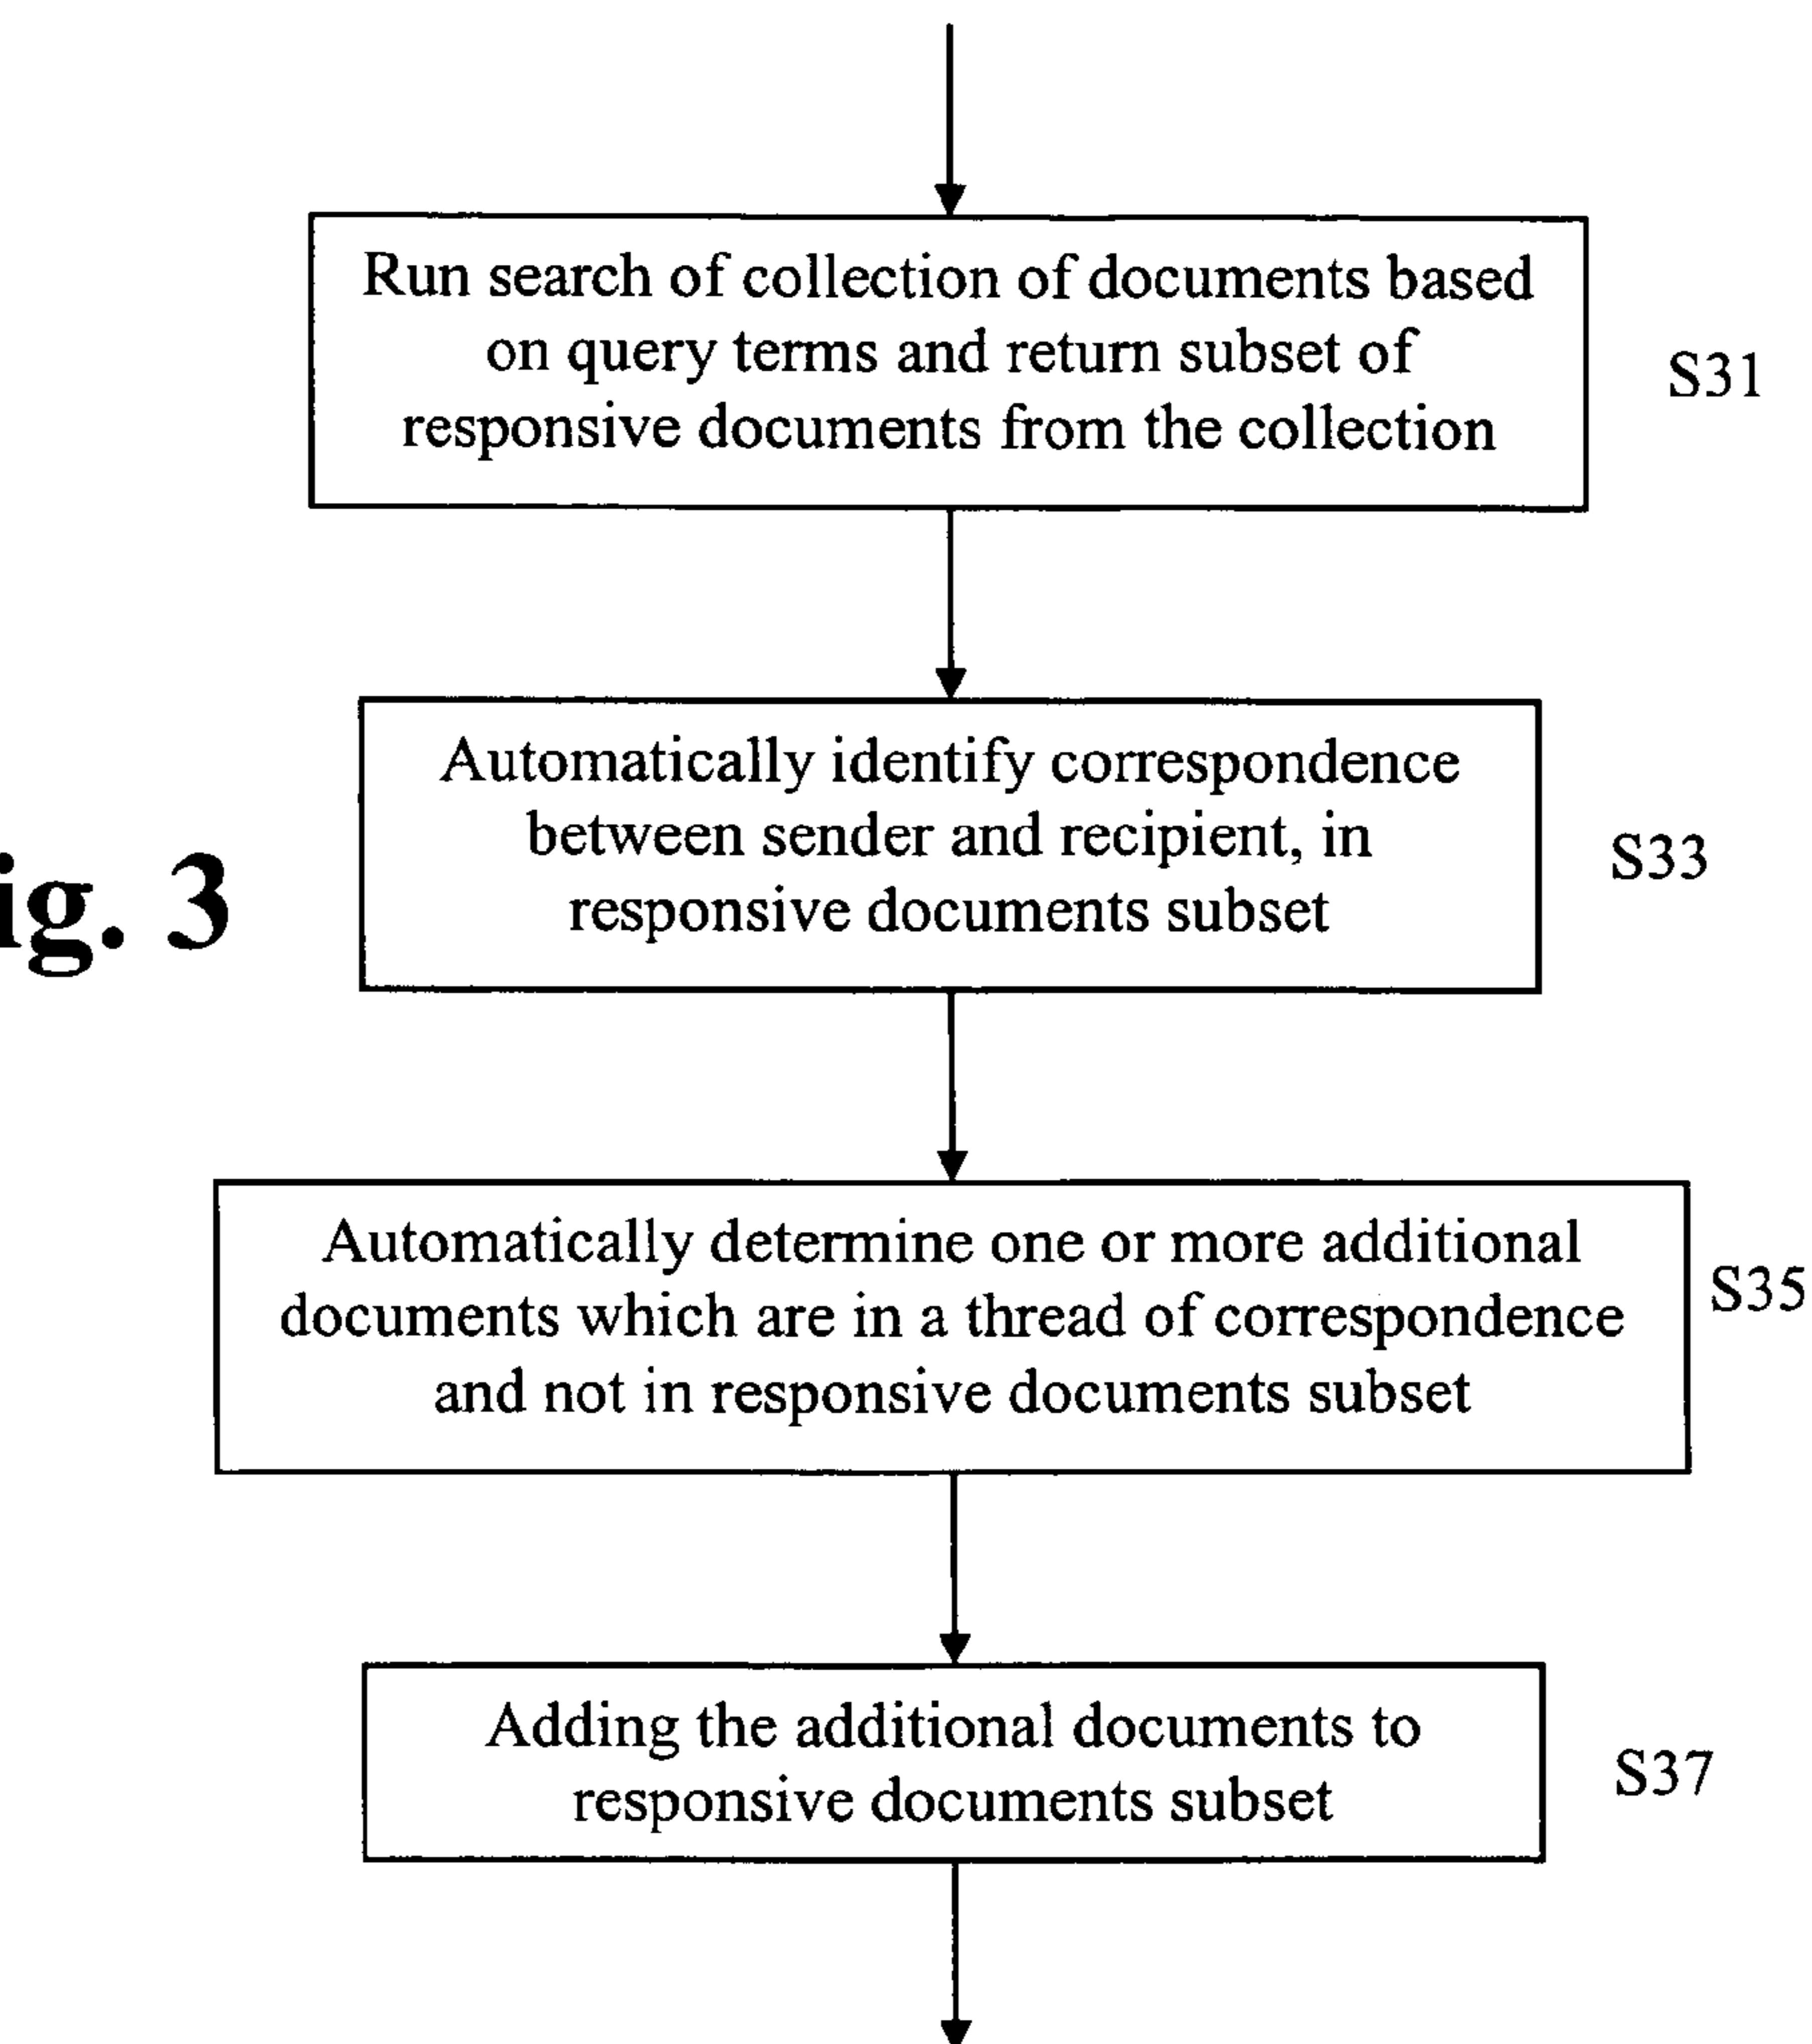 Run search of collection of documents based
on query terms and return subset of
responsive documents from the collection
S31
Automatically identify correspondence
between sender and recipient, in
responsive documents subset
S33
ig. 3
Automatically determine one or more additional
documents which are in a thread of correspondence
and not in responsive documents subset
S35
Adding the additional documents to
responsive documents subset
S37